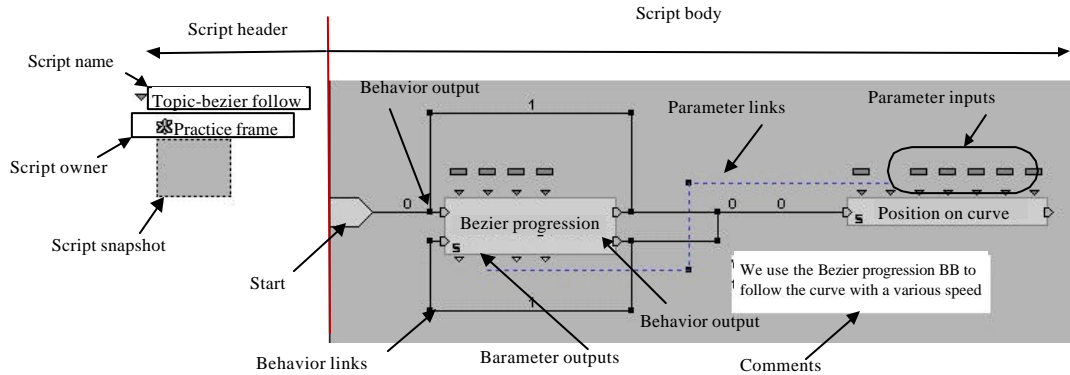 Script body
Script header
Script name
Behavior output
Parameter links
Parameter inputs
Topic-bezier follow
Practice frame
Script owner
1
0
0
0
Bezier progression
s
Position on curve
s
Script snapshot
Start
We use the Bezier progression BB to
follow the curve with a various speed
1
Behavior output
Behavior links
Barameter outputs
Comments